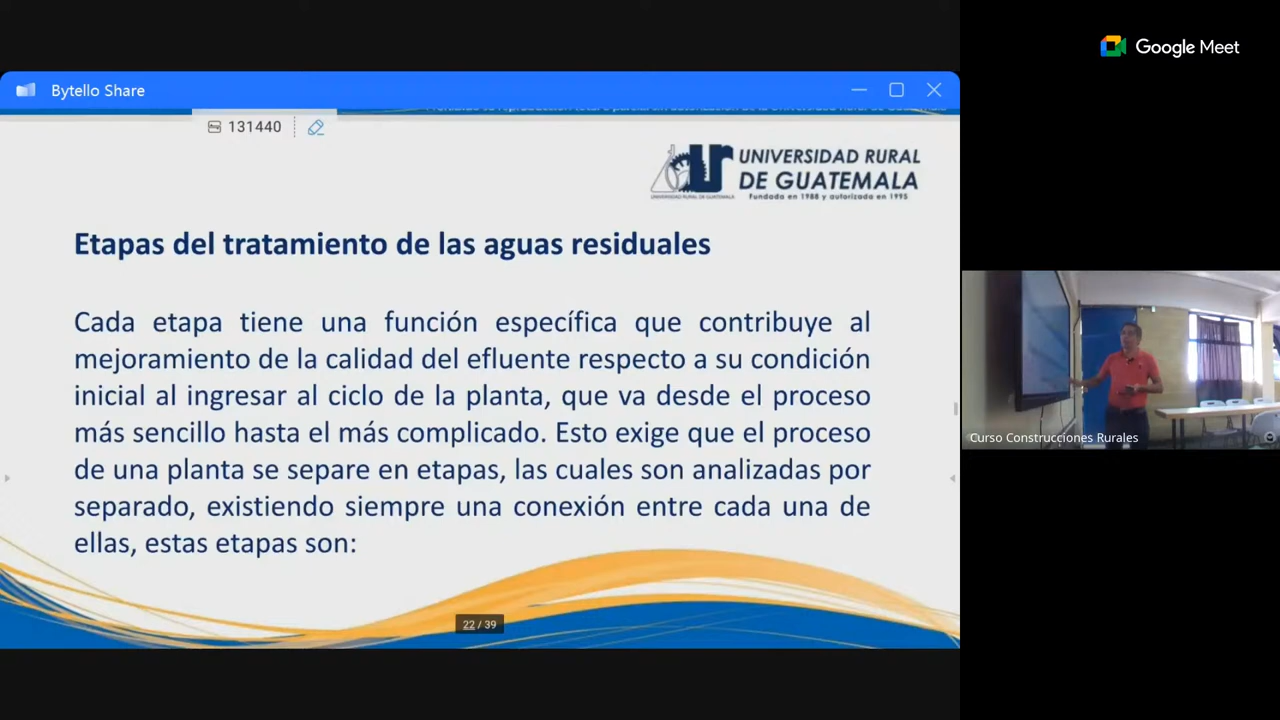 Google Meet
Bytello Share
131440
UNIVERSIDAD RURAL
DE GUATEMALA
Fundada en 1988 y autorizada en 1995
UNIVERSIDAD RURAL DE GUATEMALA
Etapas del tratamiento de las aguas residuales
Cada etapa tiene una función específica que contribuye al
mejoramiento de la calidad del efluente respecto a su condición
inicial al ingresar al ciclo de la planta, que va desde el proceso
más sencillo hasta el más complicado. Esto exige que el proceso
de una planta se separe en etapas, las cuales son analizadas por
separado, existiendo siempre una conexión entre cada una de
ellas, estas etapas son:
22 / 39
Curso Construcciones Rurales